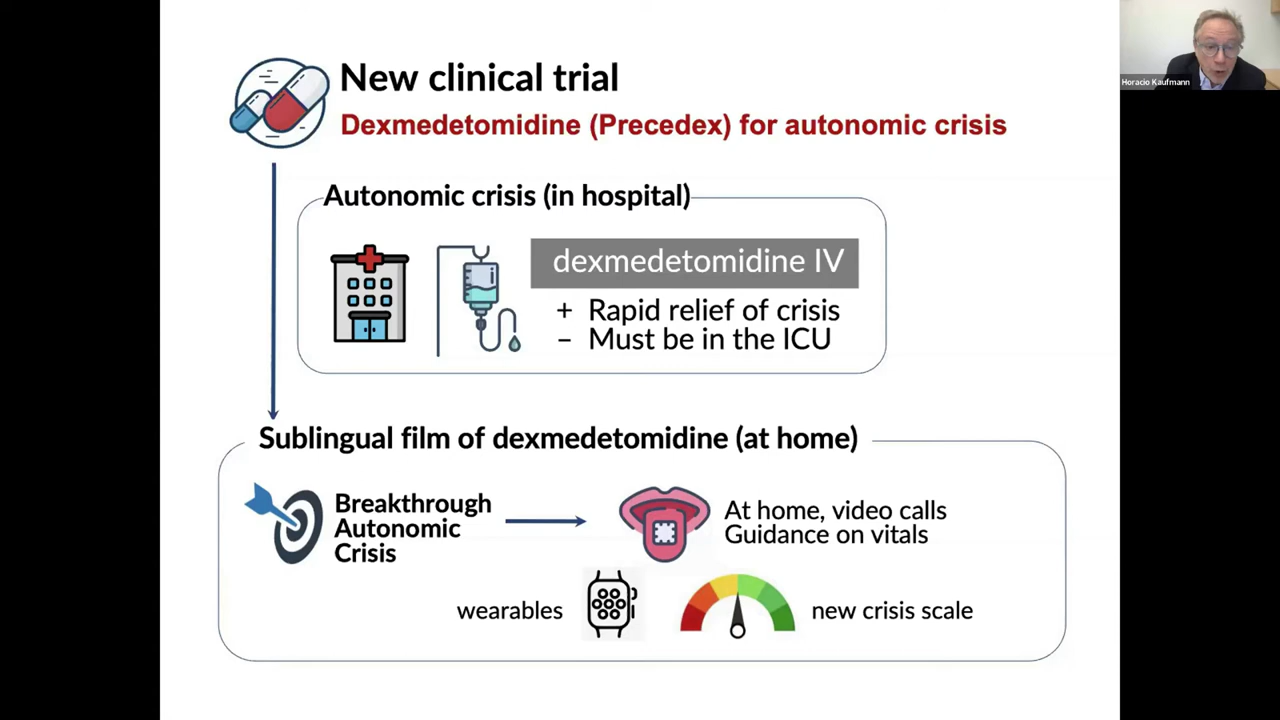 New clinical trial
Dexmedetomidine (Precedex) for autonomic crisis
Horacio Kaufmann
Autonomic crisis (in hospital)
dexmedetomidine IV
+ Rapid relief of crisis
– Must be in the ICU
Sublingual film of dexmedetomidine (at home)
Breakthrough
Autonomic
Crisis
At home, video calls
Guidance on vitals
wearables
new crisis scale